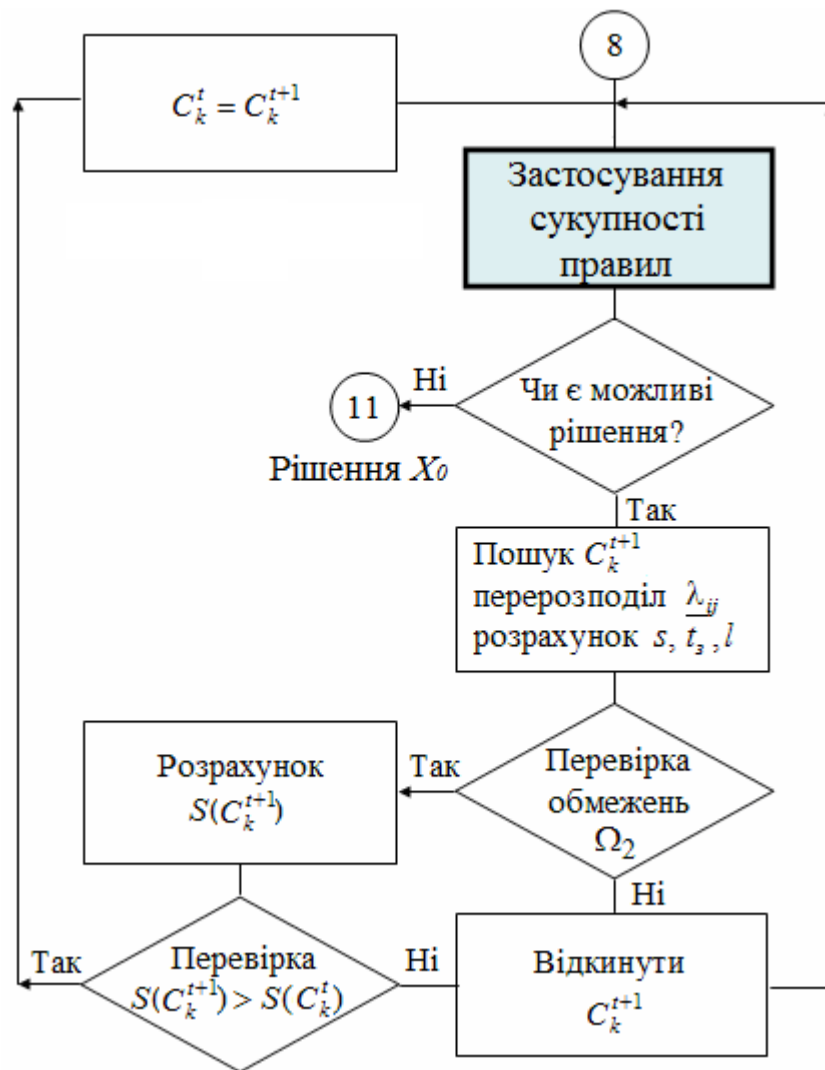 8
C_k^t = C_k^{t+1}
Застосування
сукупності
правил
Ні
Чи є можливі
рішення?
11
Рішення X₀
Так
Пошук C_k^{t+1}
перерозподіл λ_{ij}
розрахунок s, t_з, l
Розрахунок
S(C_k^{t+1})
Так
Перевірка
обмежень
Ω₂
Ні
Так
Перевірка
S(C_k^{t+1}) > S(C_k^t)
Ні
Відкинути
C_k^{t+1}